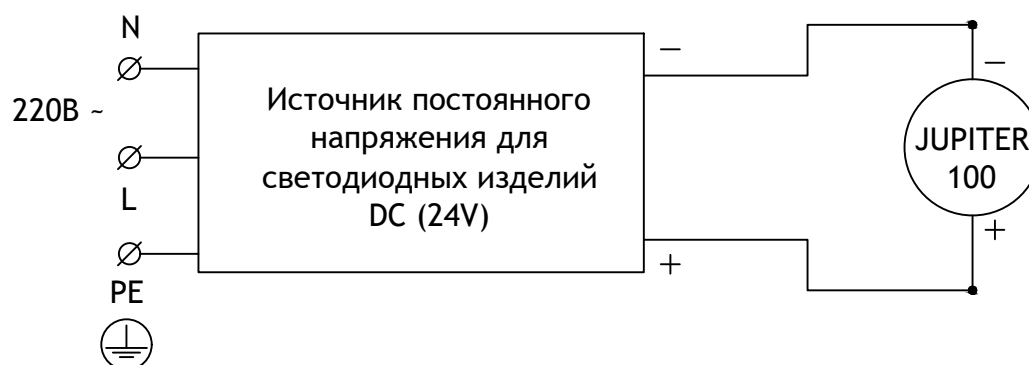 N
220В ~
L
PE
Источник постоянного
напряжения для
светодиодных изделий
DC (24V)
−
+
−
JUPITER
100
+